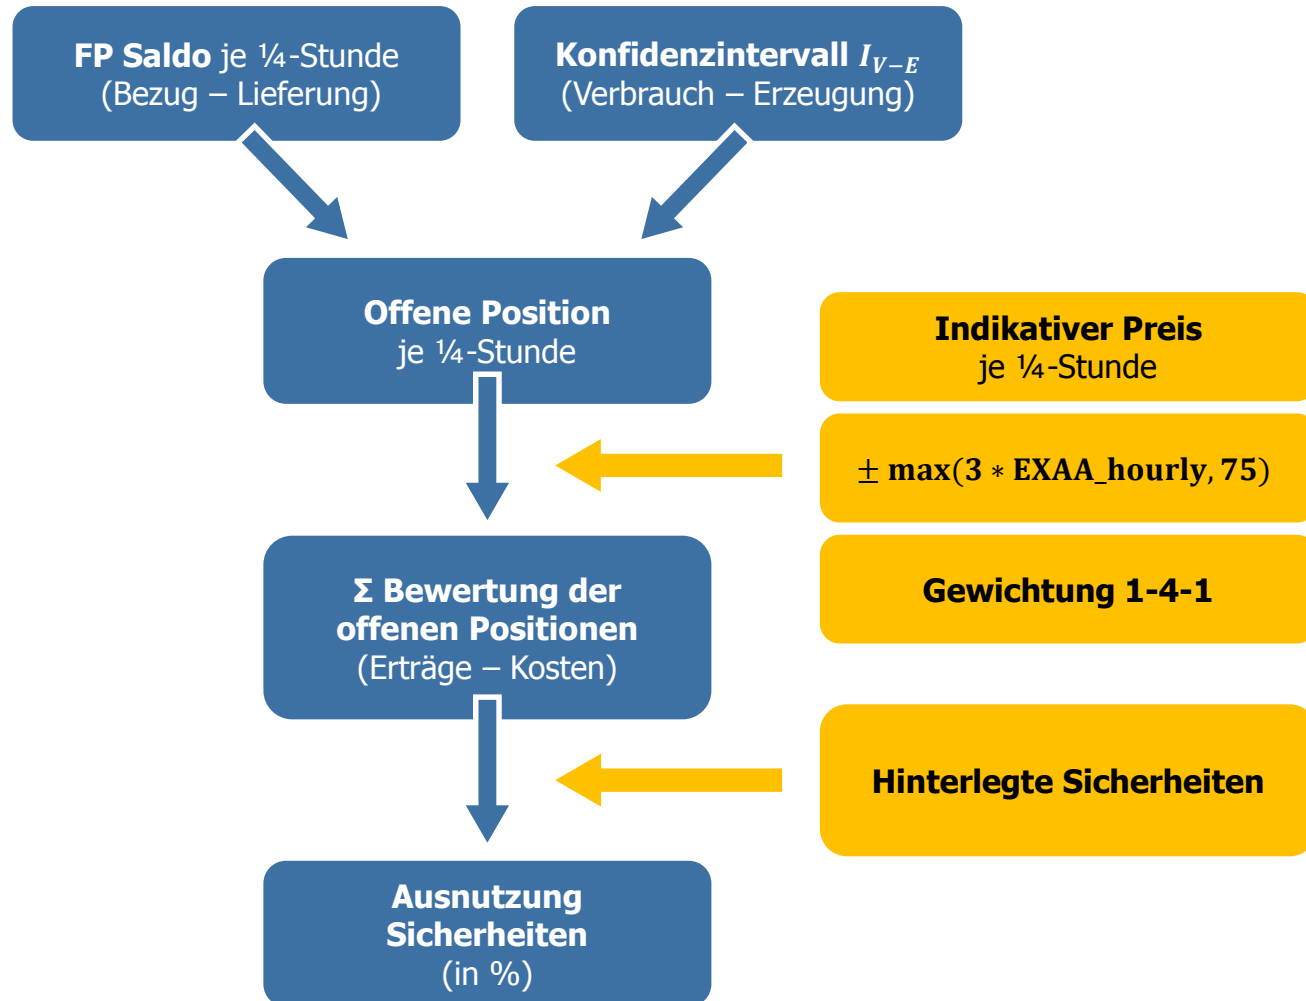 FP Saldo je ¼-Stunde
(Bezug – Lieferung)
Konfidenzintervall I_{V−E}
(Verbrauch – Erzeugung)
Offene Position
je ¼-Stunde
Indikativer Preis
je ¼-Stunde
± max(3 * EXAA_hourly, 75)
Σ Bewertung der
offenen Positionen
(Erträge – Kosten)
Gewichtung 1-4-1
Hinterlegte Sicherheiten
Ausnutzung
Sicherheiten
(in %)